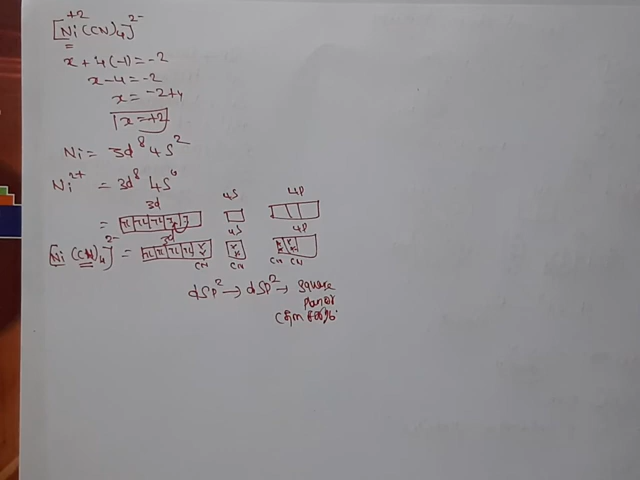 +2
[Ni(CN)4]2-
x + 4(-1) = -2
x - 4 = -2
x = -2+4
x = +2
Ni = 3d8 4s2
Ni2+ = 3d8 4s0
3d 4s 4p
=
3d 4s 4p
[Ni(CN)4]2- =
CN CN CN CN
dsp2 → dsp2 → square
planar